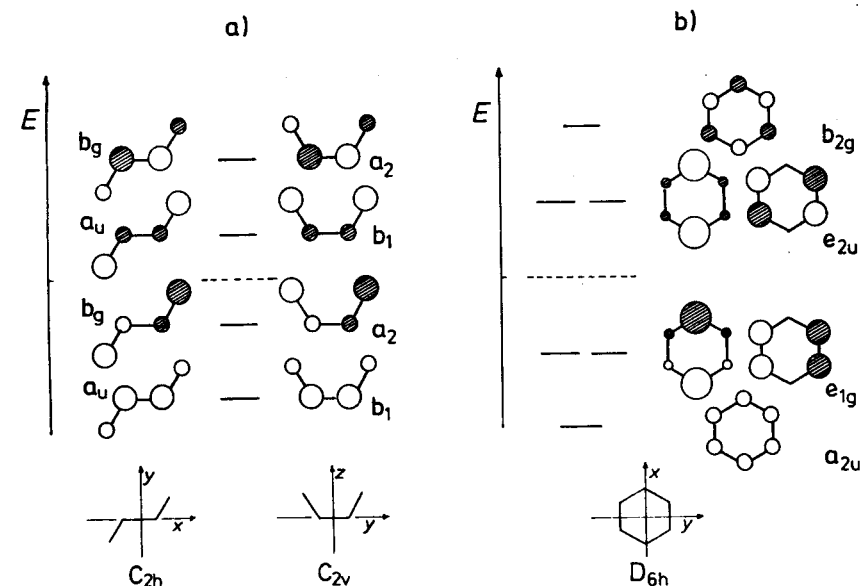 a)
b)
E
b_g
a_2
a_u
b_1
b_g
a_2
a_u
b_1
y
x
C_2h
z
y
C_2v
E
b_2g
e_2u
e_1g
a_2u
x
y
D_6h